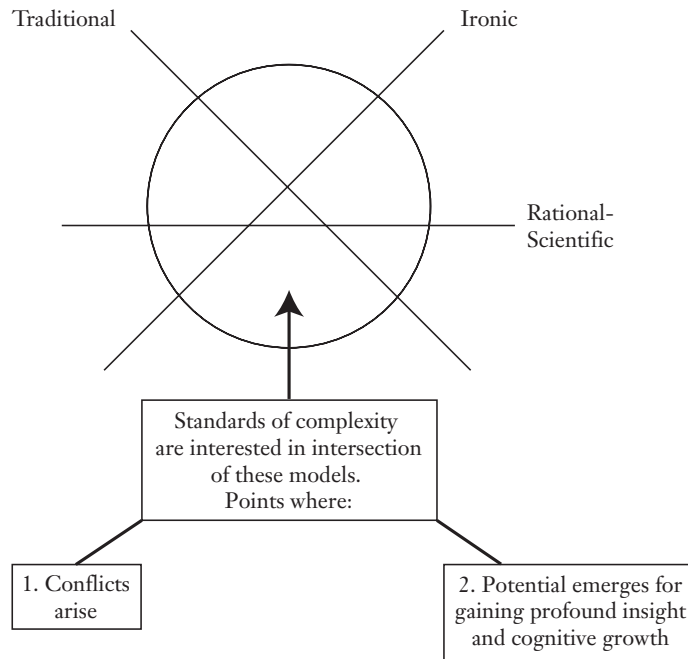 Traditional
Ironic
Rational-
Scientific
Standards of complexity
are interested in intersection
of these models.
Points where:
1. Conflicts
arise
2. Potential emerges for
gaining profound insight
and cognitive growth